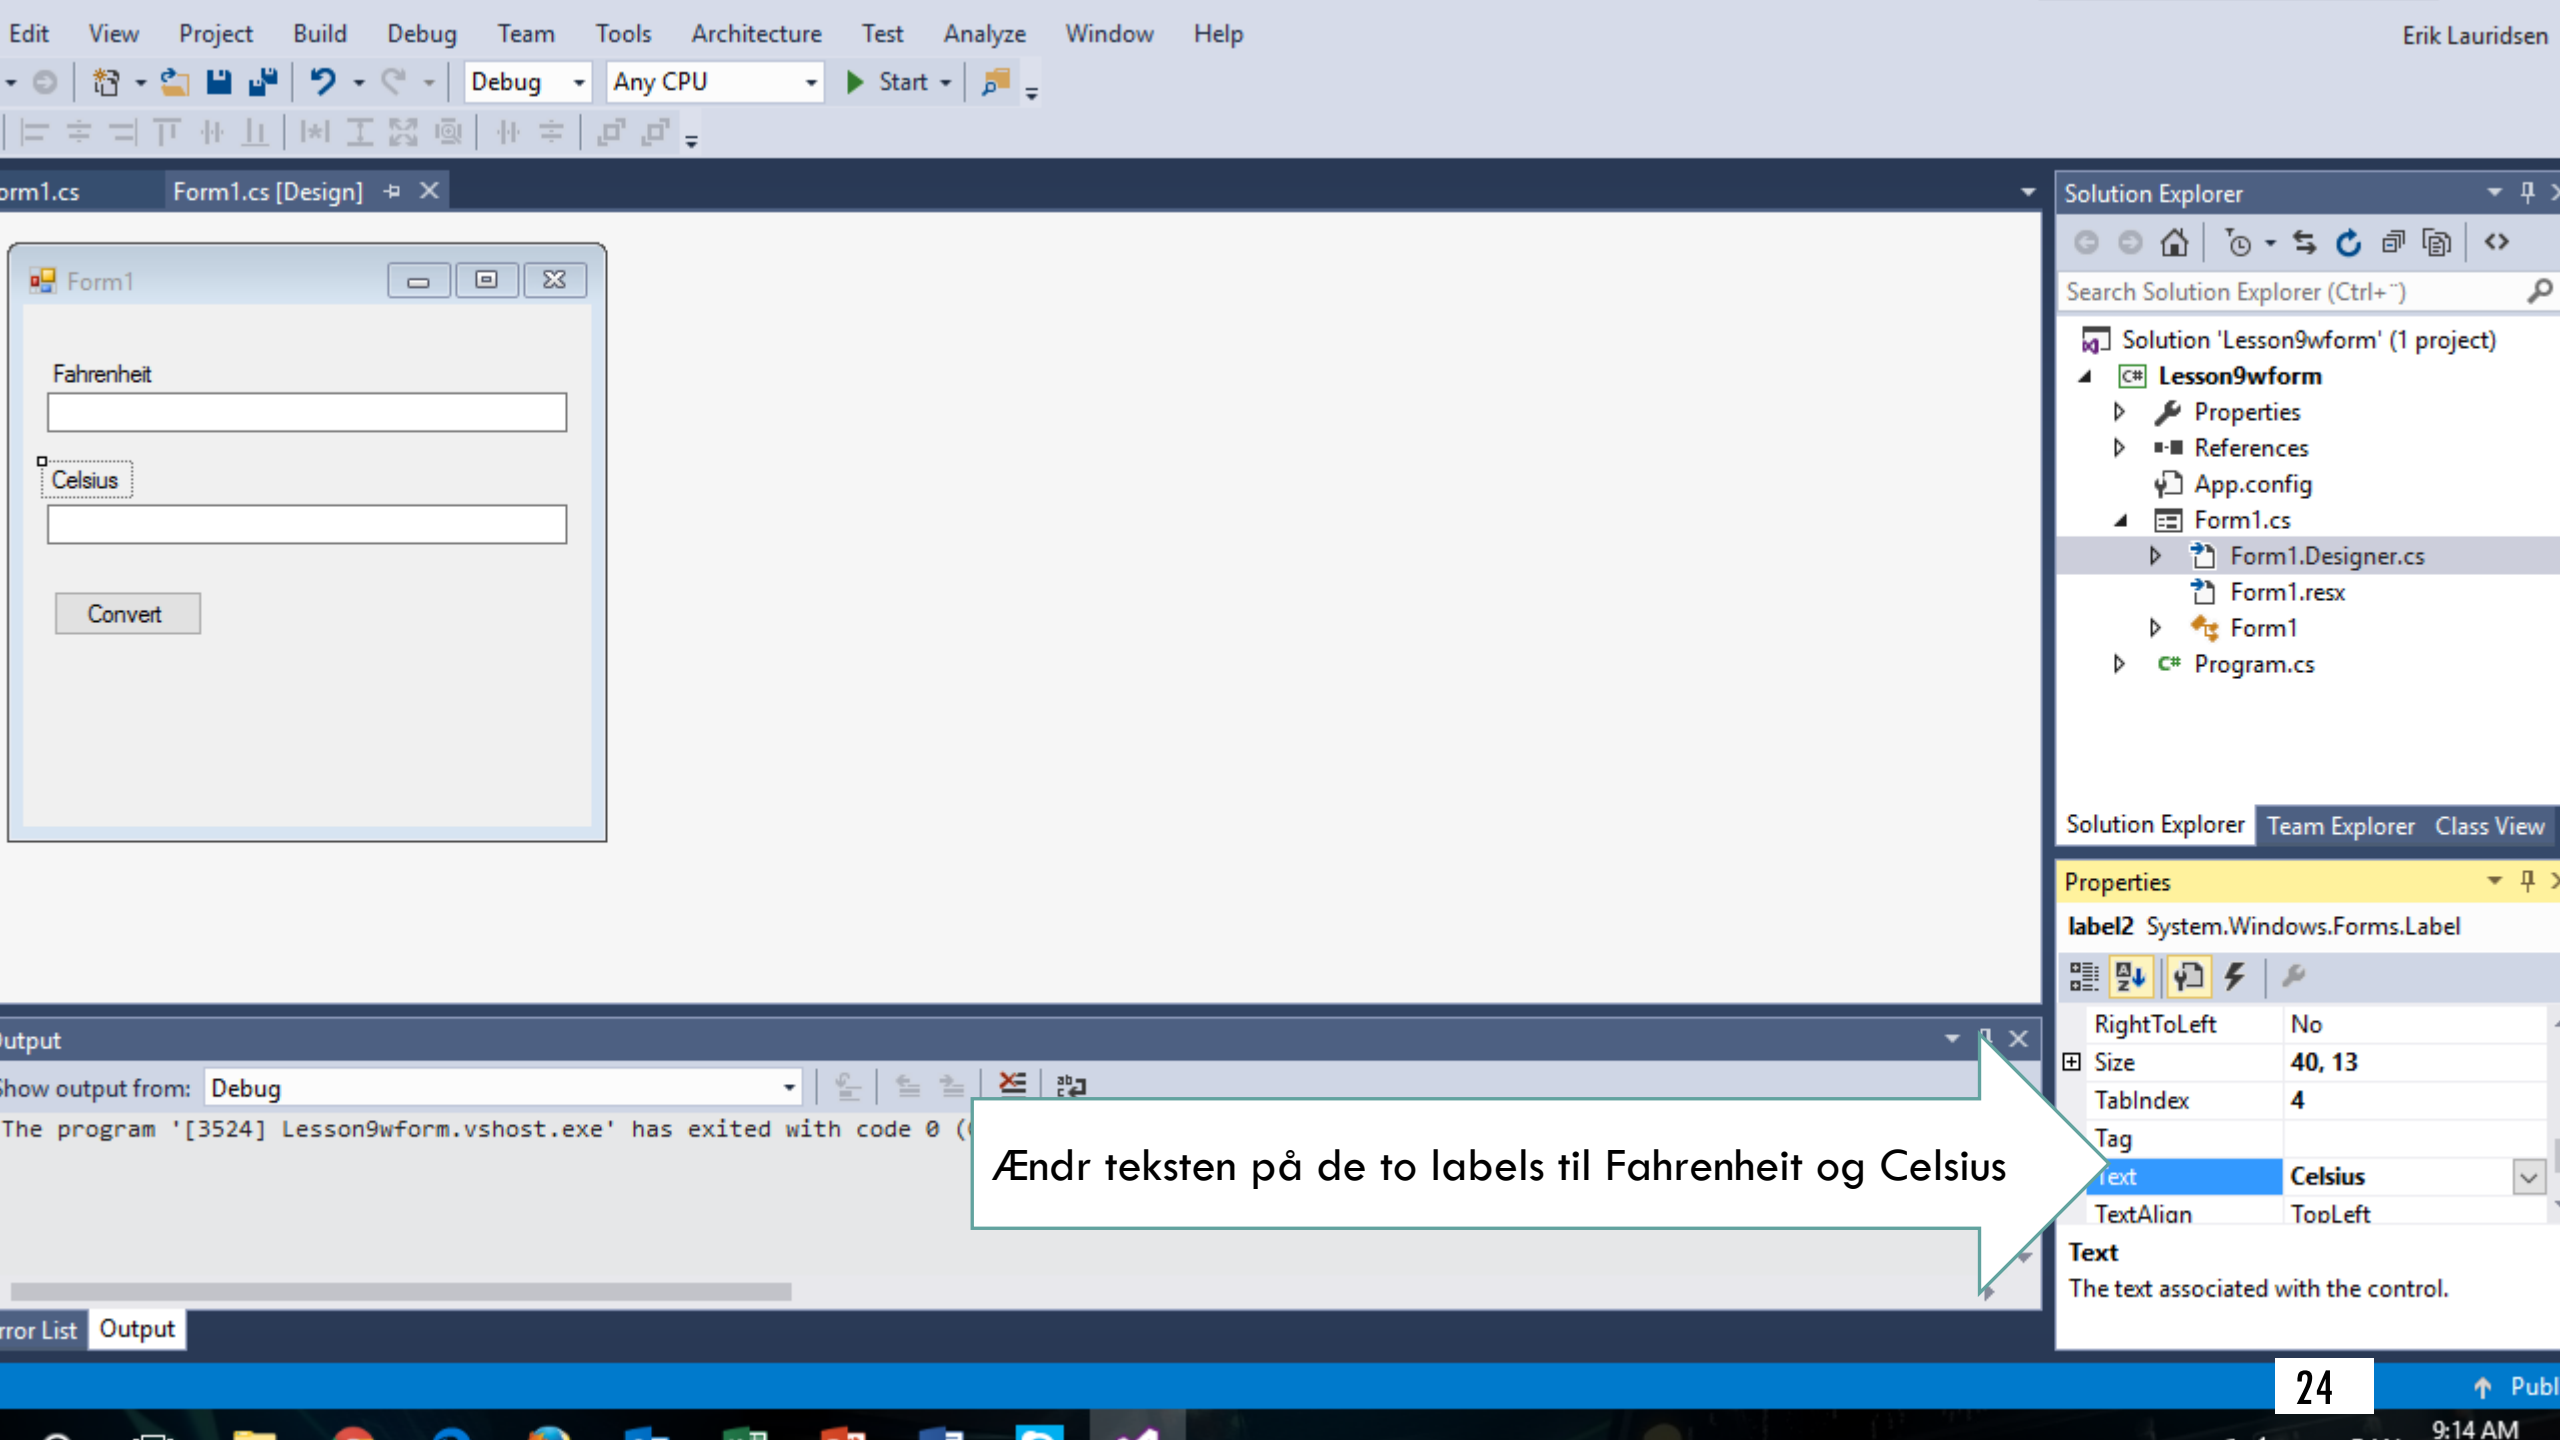 Edit View Project Build Debug Team Tools Architecture Test Analyze Window Help Erik Lauridsen
Debug Any CPU Start
orm1.cs Form1.cs [Design]
Form1
Fahrenheit
Celsius
Convert
Solution Explorer
Search Solution Explorer (Ctrl+¨)
Solution 'Lesson9wform' (1 project)
C# Lesson9wform
Properties
References
App.config
Form1.cs
Form1.Designer.cs
Form1.resx
Form1
C# Program.cs
Solution Explorer Team Explorer Class View
Properties
label2 System.Windows.Forms.Label
RightToLeft No
Size 40, 13
TabIndex 4
Tag
Text Celsius
TextAlign TopLeft
Text
The text associated with the control.
Output
Show output from: Debug
The program '[3524] Lesson9wform.vshost.exe' has exited with code 0 (
Ændr teksten på de to labels til Fahrenheit og Celsius
rror List Output
24
Publ
9:14 AM